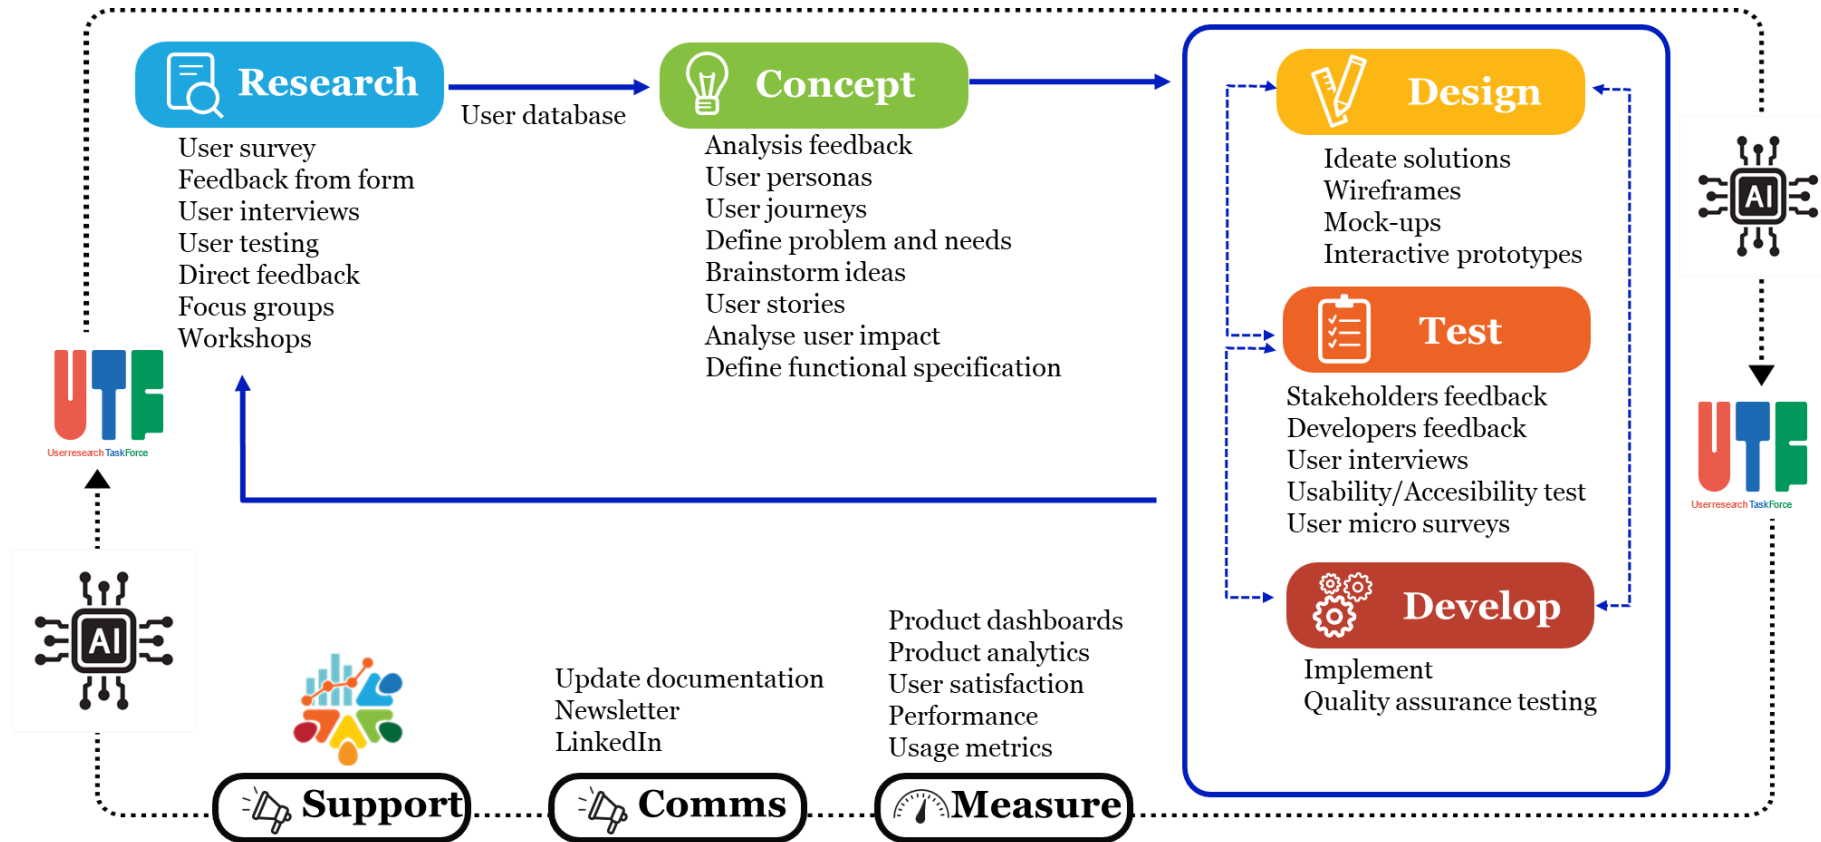 Research
User survey
Feedback from form
User interviews
User testing
Direct feedback
Focus groups
Workshops
User database
Concept
Analysis feedback
User personas
User journeys
Define problem and needs
Brainstorm ideas
User stories
Analyse user impact
Define functional specification
Design
Ideate solutions
Wireframes
Mock-ups
Interactive prototypes
Test
Stakeholders feedback
Developers feedback
User interviews
Usability/Accesibility test
User micro surveys
Develop
Implement
Quality assurance testing
AI
UTF
Userresearch TaskForce
UTF
Userresearch TaskForce
AI
Support
Update documentation
Newsletter
LinkedIn
Comms
Product dashboards
Product analytics
User satisfaction
Performance
Usage metrics
Measure